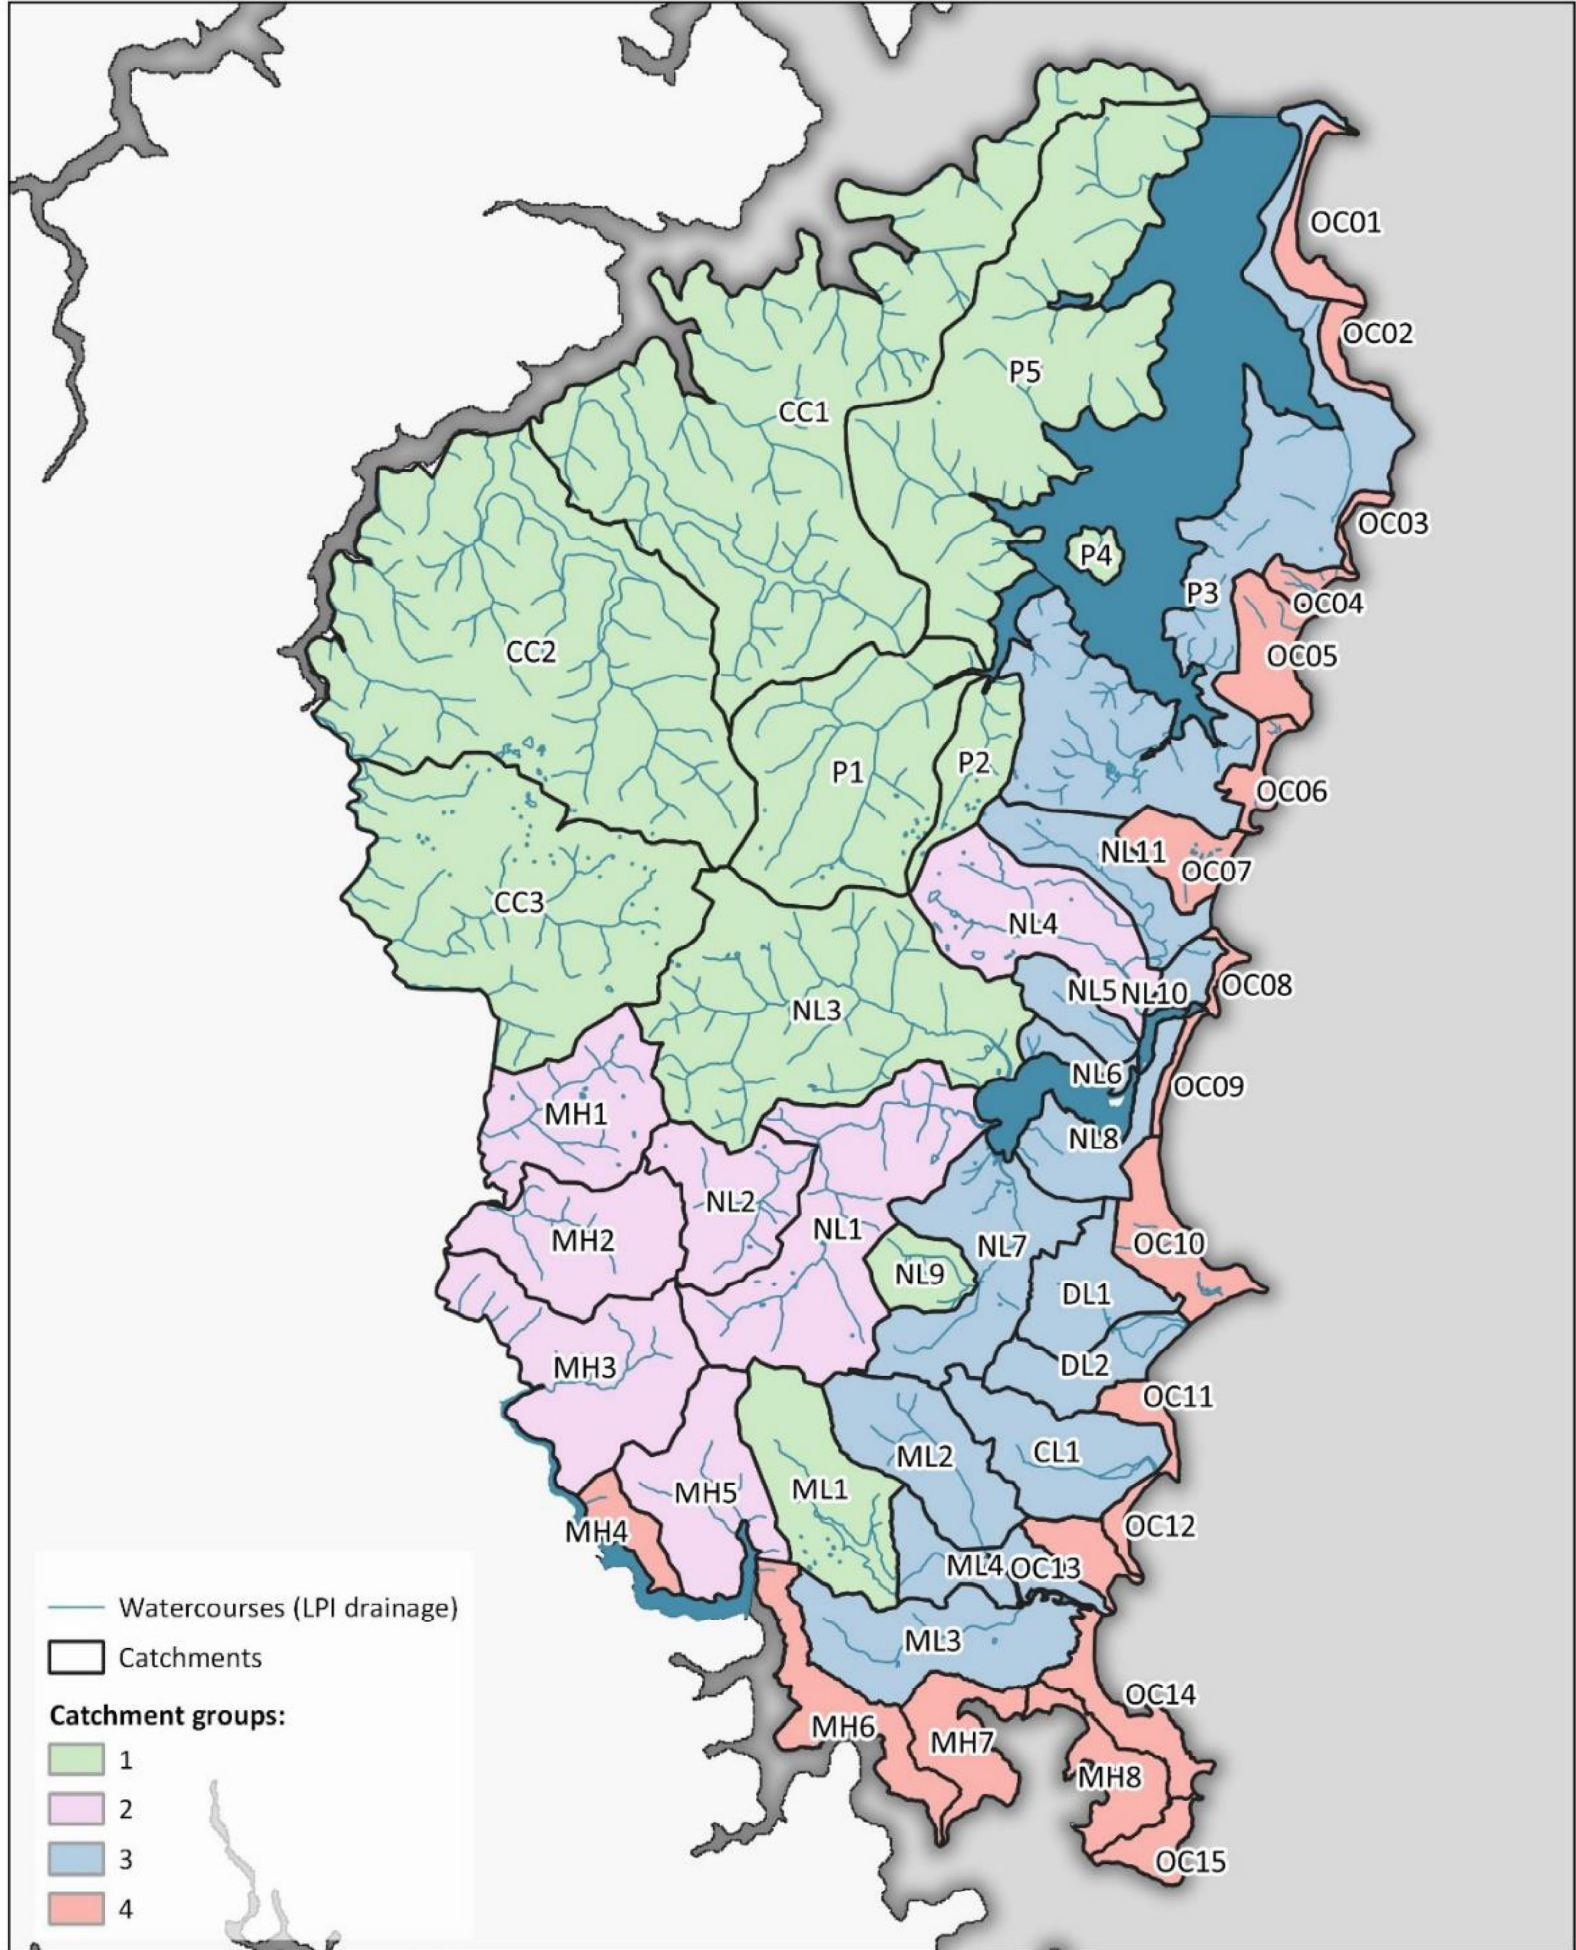 OC01
OC02
P5
CC1
OC03
P4
P3
OC04
CC2
OC05
P1
P2
OC06
NL11
OC07
CC3
NL4
OC08
NL5
NL10
NL3
NL6
OC09
MH1
NL8
NL2
NL1
MH2
NL7
OC10
NL9
DL1
MH3
DL2
OC11
ML2
CL1
MH5
ML1
MH4
OC12
ML4
OC13
Watercourses (LPI drainage)
ML3
Catchments
OC14
Catchment groups:
MH6
MH7
1
MH8
2
3
OC15
4